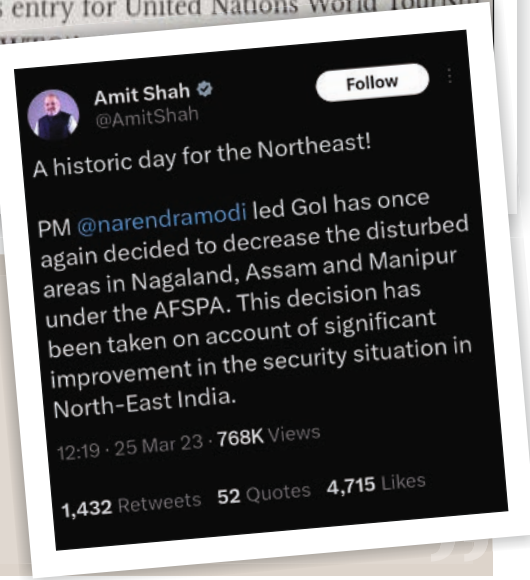 s entry for United Nations World Tourism
Amit Shah
@AmitShah
Follow
A historic day for the Northeast!
PM @narendramodi led GoI has once
again decided to decrease the disturbed
areas in Nagaland, Assam and Manipur
under the AFSPA. This decision has
been taken on account of significant
improvement in the security situation in
North-East India.
12:19 · 25 Mar 23 · 768K Views
1,432 Retweets 52 Quotes 4,715 Likes